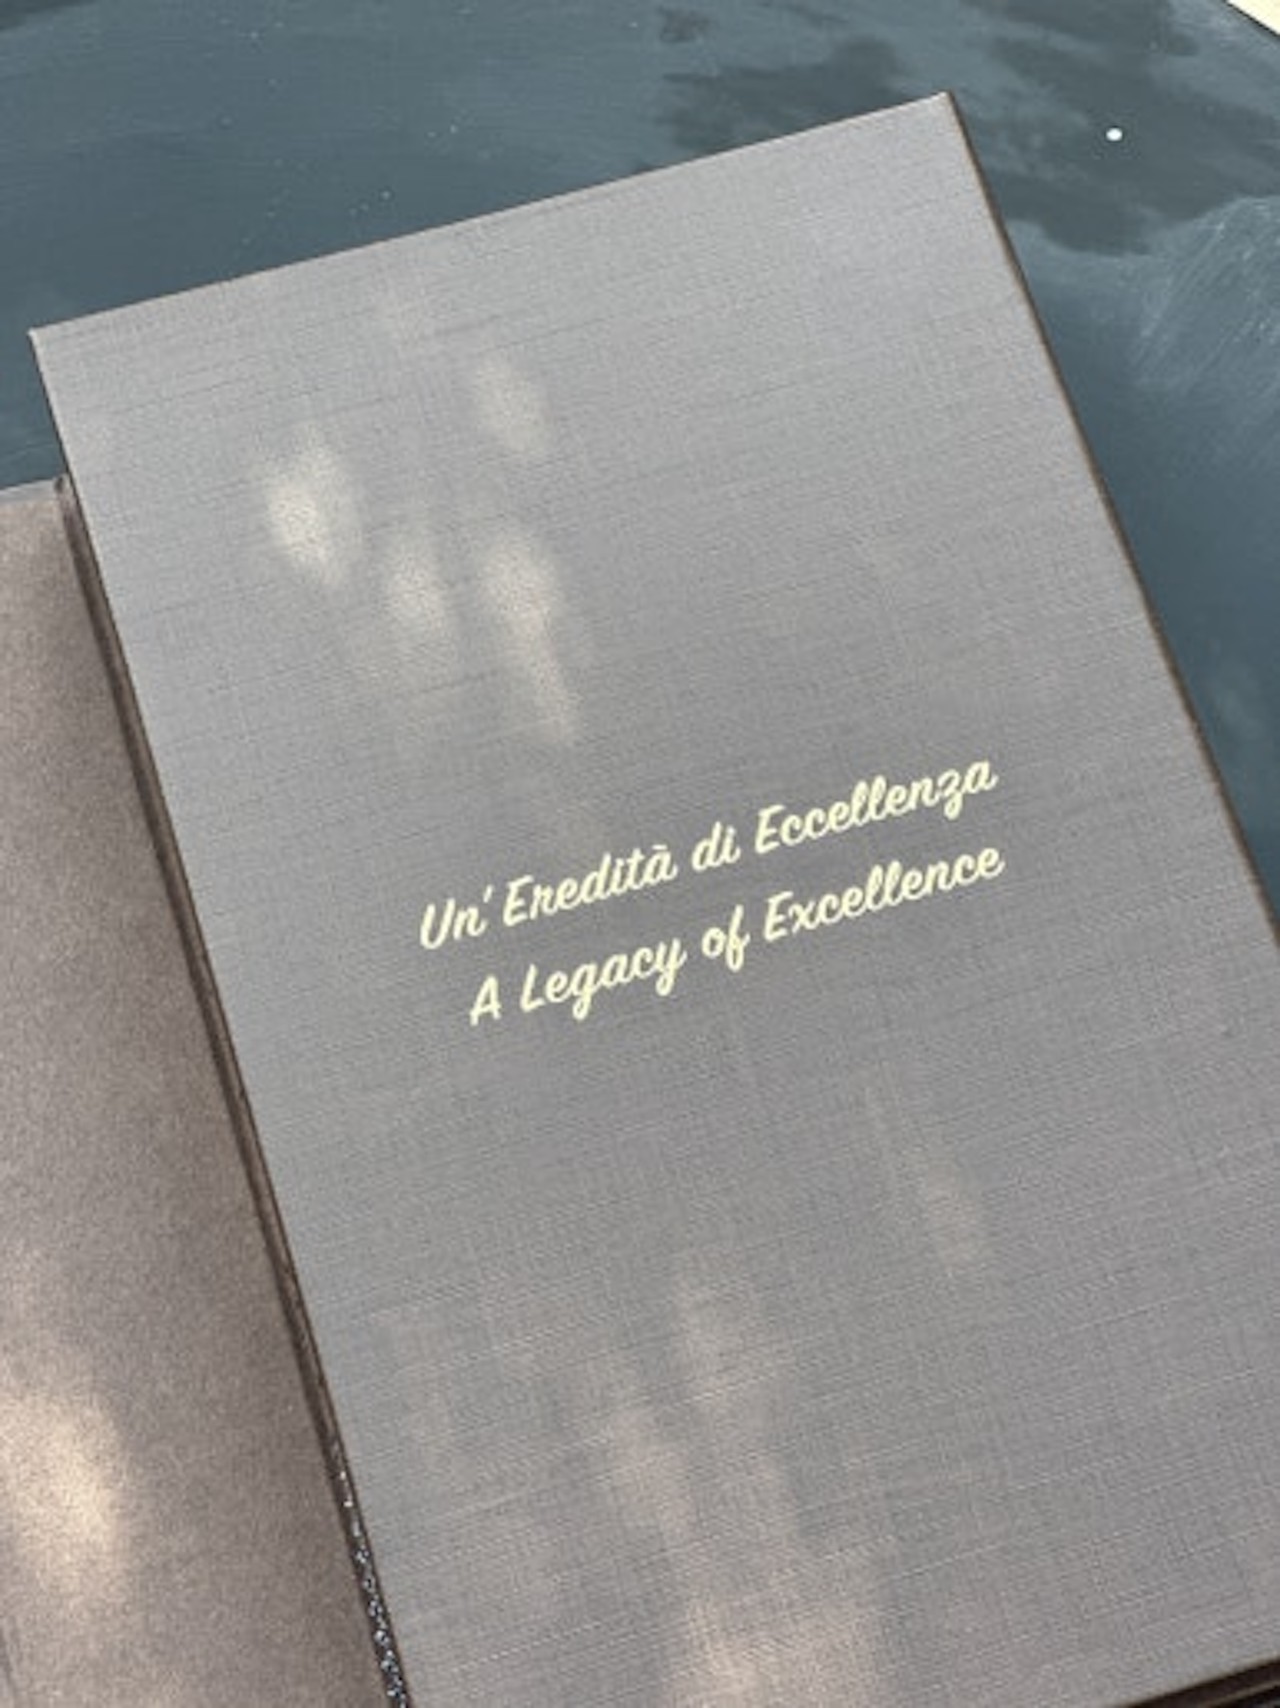 Un' Eredità di Eccellenza
A Legacy of Excellence